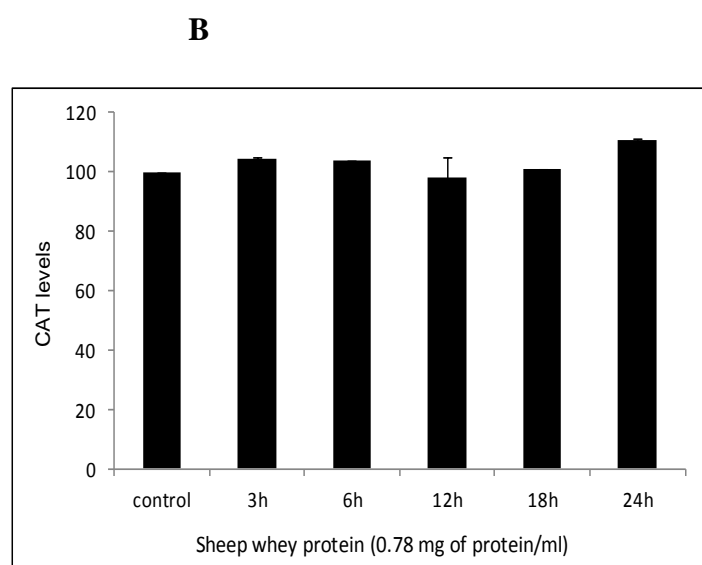 B
120
100
80
60
40
20
0
CAT levels
control 3h 6h 12h 18h 24h
Sheep whey protein (0.78 mg of protein/ml)